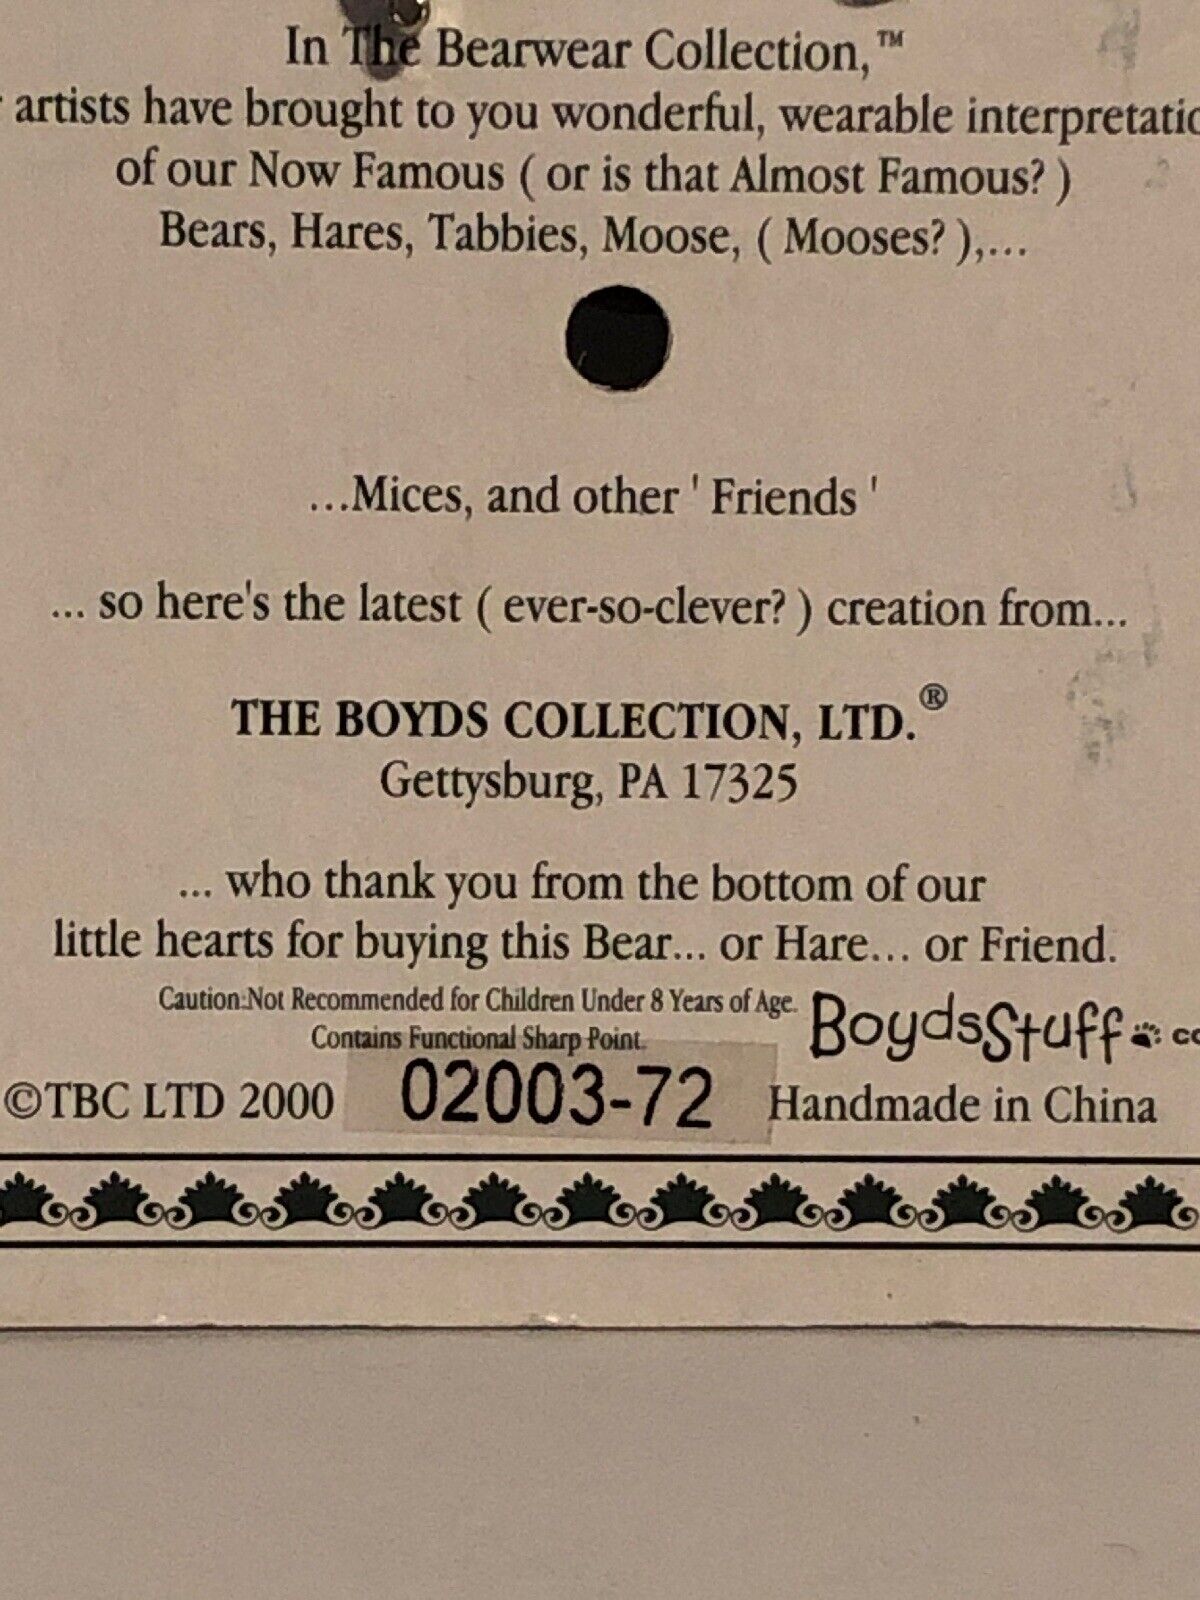 In The Bearwear Collection,™
artists have brought to you wonderful, wearable
of our Now Famous ( or is that Almost Famous? )
Bears, Hares, Tabbies, Moose, ( Mooses? ),...
...Mices, and other ' Friends '
... so here's the latest ( ever-so-clever? ) creation from...
THE BOYDS COLLECTION, LTD.®
Gettysburg, PA 17325
... who thank you from the bottom of our
little hearts for buying this Bear... or Hare... or Friend.
Caution:Not Recommended for Children Under 8 Years of Age.
Contains Functional Sharp Point.
BoydsStuff
©TBC LTD 2000 02003-72 Handmade in China